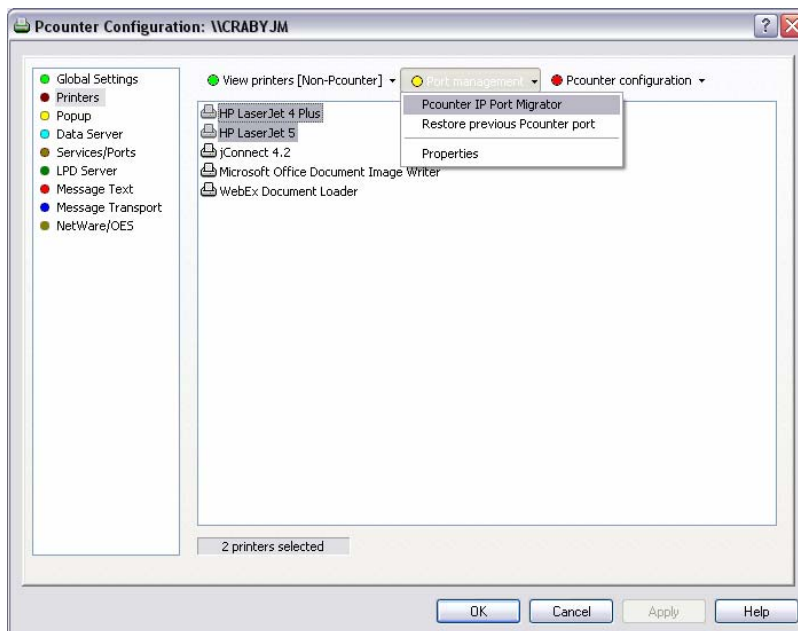 Pcounter Configuration: \\CRABYJM
Global Settings
Printers
Popup
Data Server
Services/Ports
LPD Server
Message Text
Message Transport
NetWare/OES
View printers [Non-Pcounter]
Port management
Pcounter configuration
Pcounter IP Port Migrator
Restore previous Pcounter port
Properties
HP LaserJet 4 Plus
HP LaserJet 5
jConnect 4.2
Microsoft Office Document Image Writer
WebEx Document Loader
2 printers selected
OK
Cancel
Apply
Help